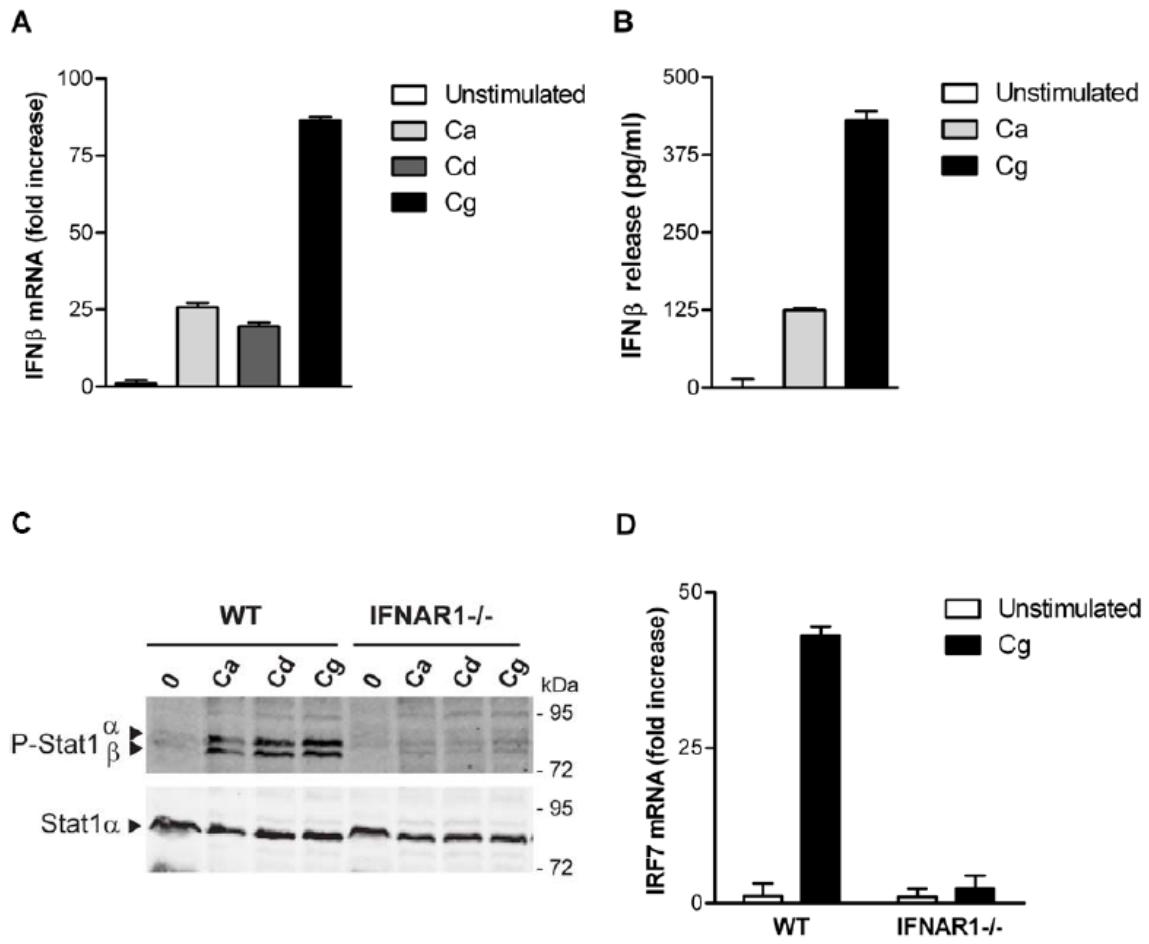 A
IFNβ mRNA (fold increase)
100
75
50
25
0
Unstimulated
Ca
Cd
Cg
B
IFNβ release (pg/ml)
500
375
250
125
0
Unstimulated
Ca
Cg
C
WT IFNAR1-/-
0 Ca Cd Cg 0 Ca Cd Cg
kDa
P-Stat1 α
β
- 95
- 72
Stat1α
- 95
- 72
D
IRF7 mRNA (fold increase)
50
25
0
Unstimulated
Cg
WT IFNAR1-/-